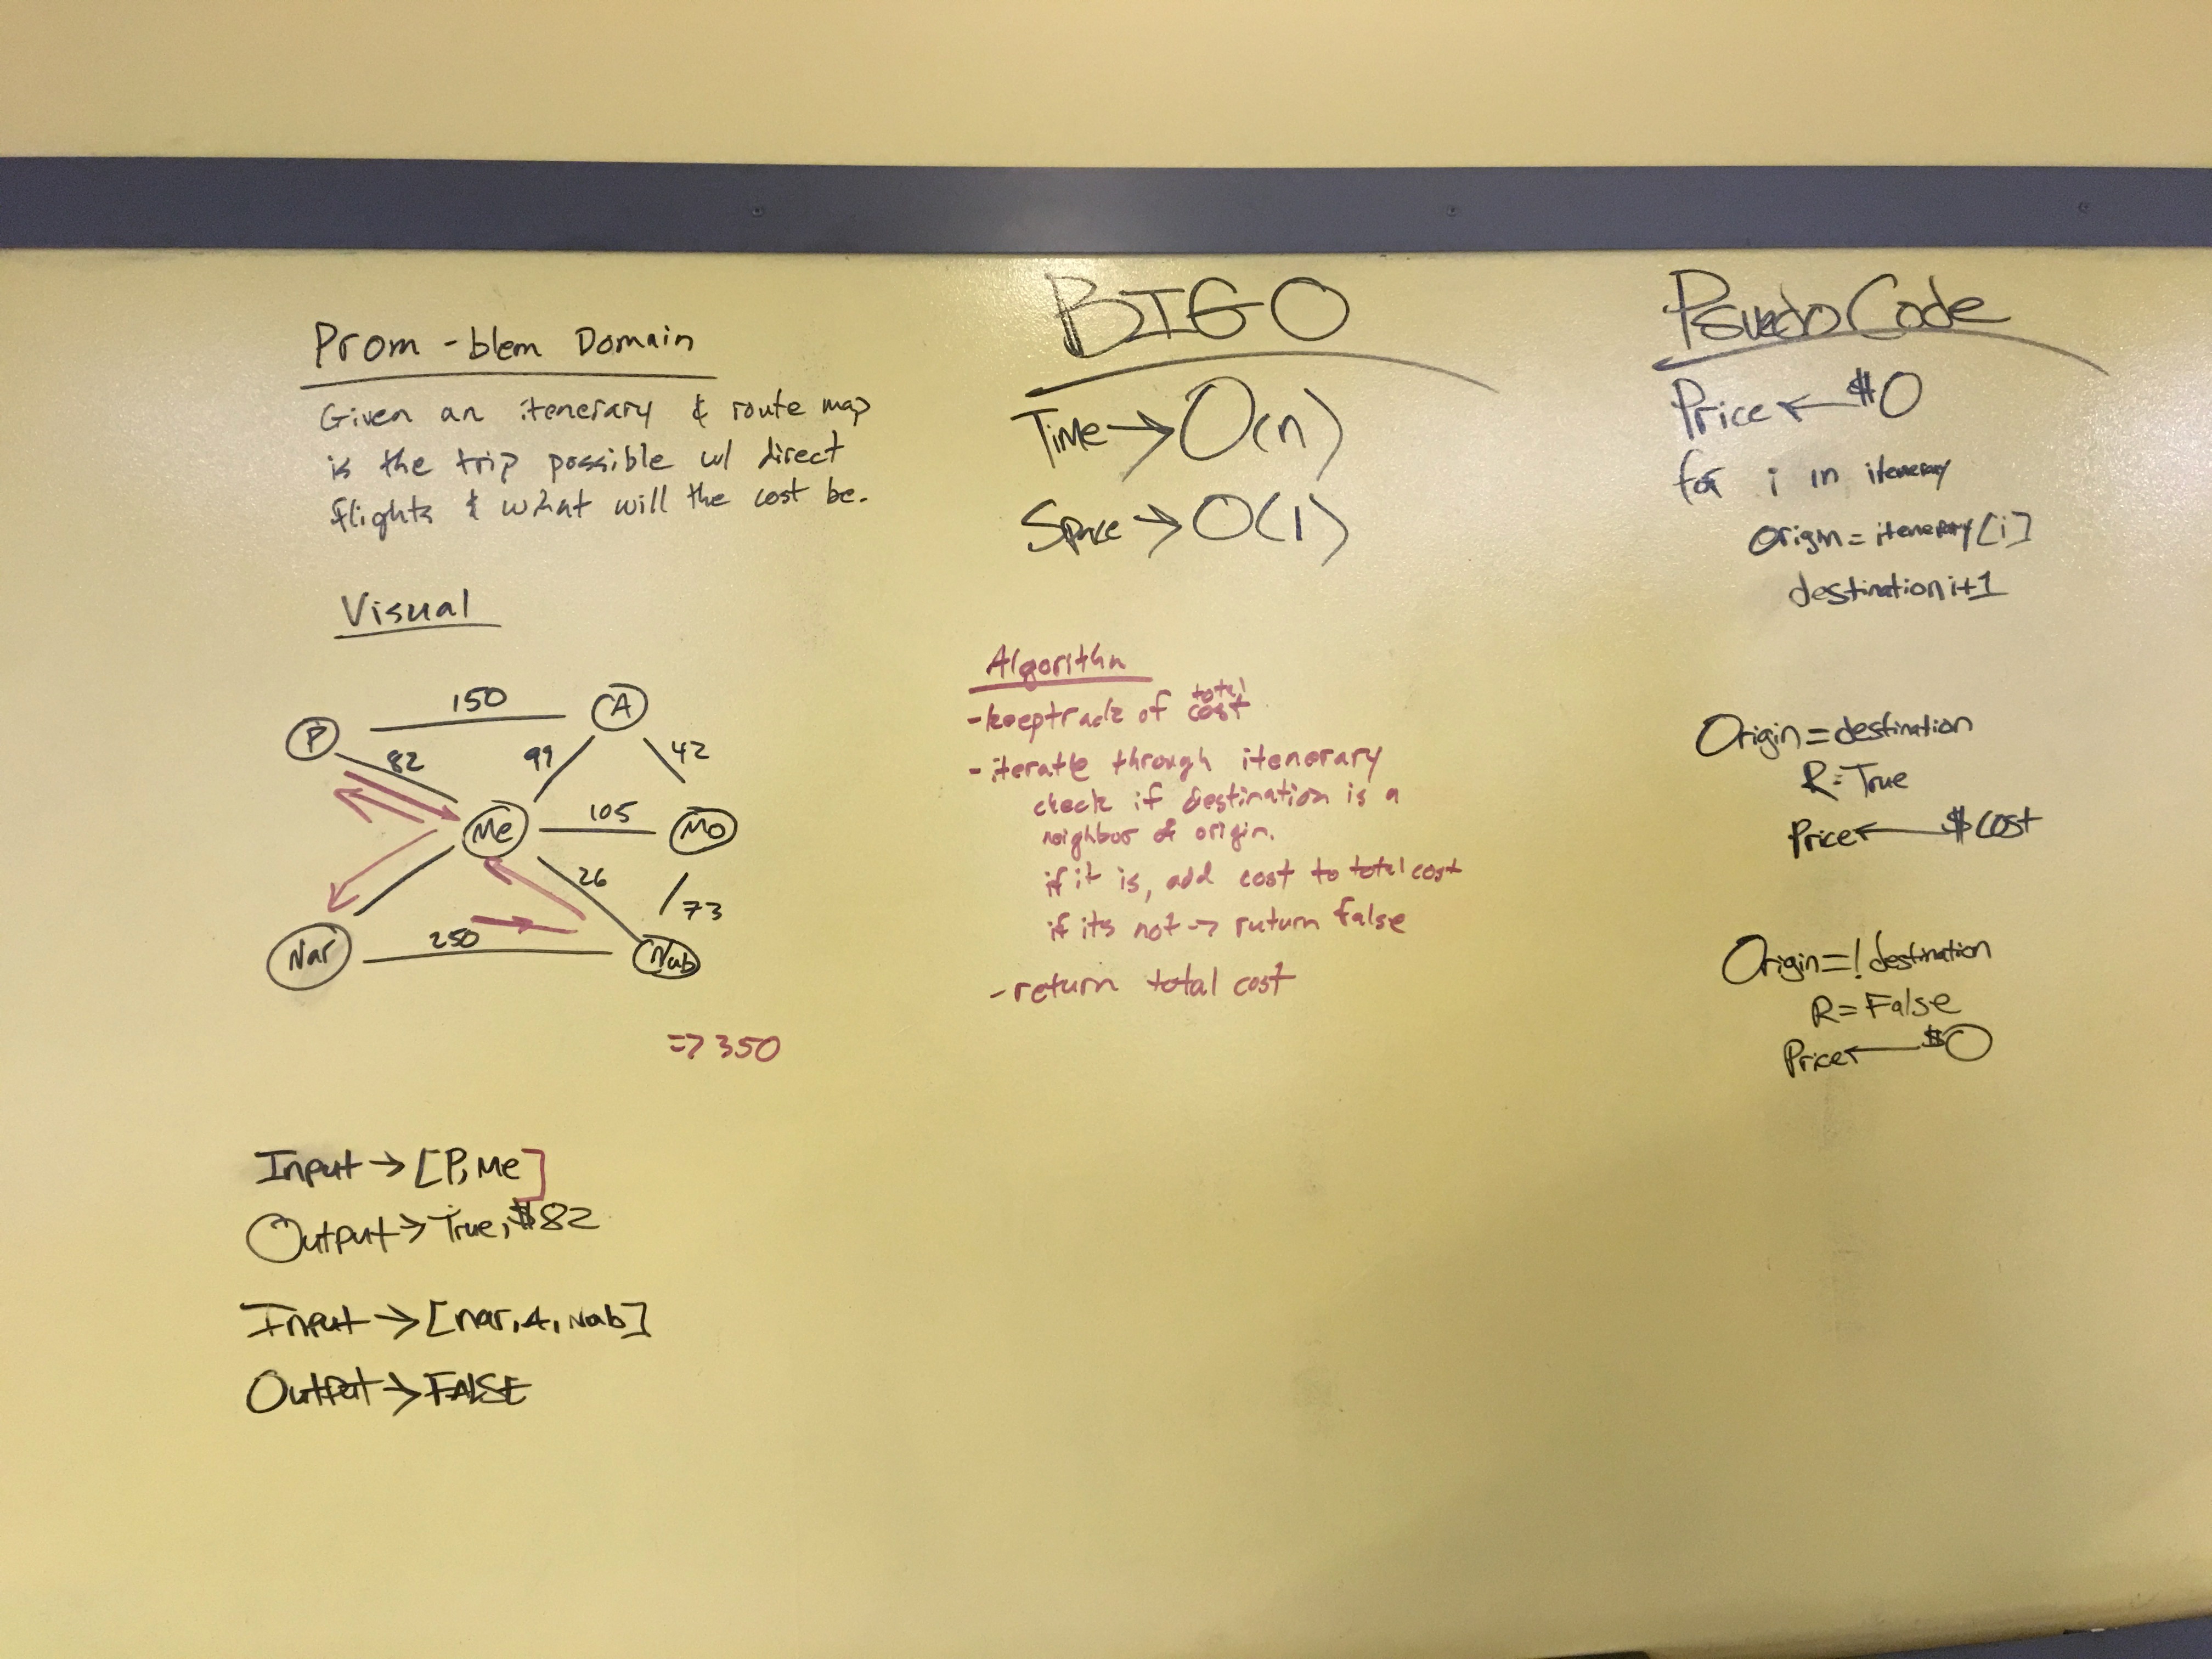 Prom-blem Domain
Given an itenerary & route map
is the trip possible w/ direct
flights & what will the cost be.
Visual
150
A
P
82
99
42
Me
105
Mo
26
73
Nar
250
Nab
=> 350
Input → [P, Me]
Output → True, $82
Input → [nar, A, Nab]
Output → FALSE
BIG O
Time → O(n)
Space → O(1)
Algorithm
- keep track of total cost
- iterate through itenerary
check if destination is a
neighbor of origin.
if it is, add cost to total cost
if its not -> ruturn false
- return total cost
Psuedo Code
Price ← $0
for i in itenerary
Origin = itenerary[i]
destination i+1
Origin = destination
R = True
Price ← $ cost
Origin =! destination
R = False
Price ← $0